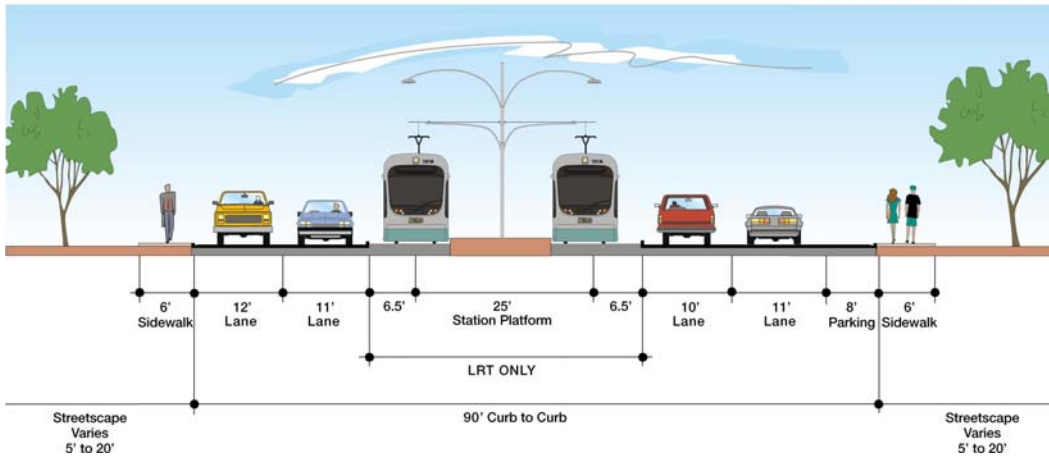 6' 12' 11' 6.5' 25' 6.5' 10' 11' 8' 6'
Sidewalk Lane Lane Station Platform Lane Lane Parking Sidewalk
LRT ONLY
90' Curb to Curb
Streetscape
Varies
5' to 20'
Streetscape
Varies
5' to 20'